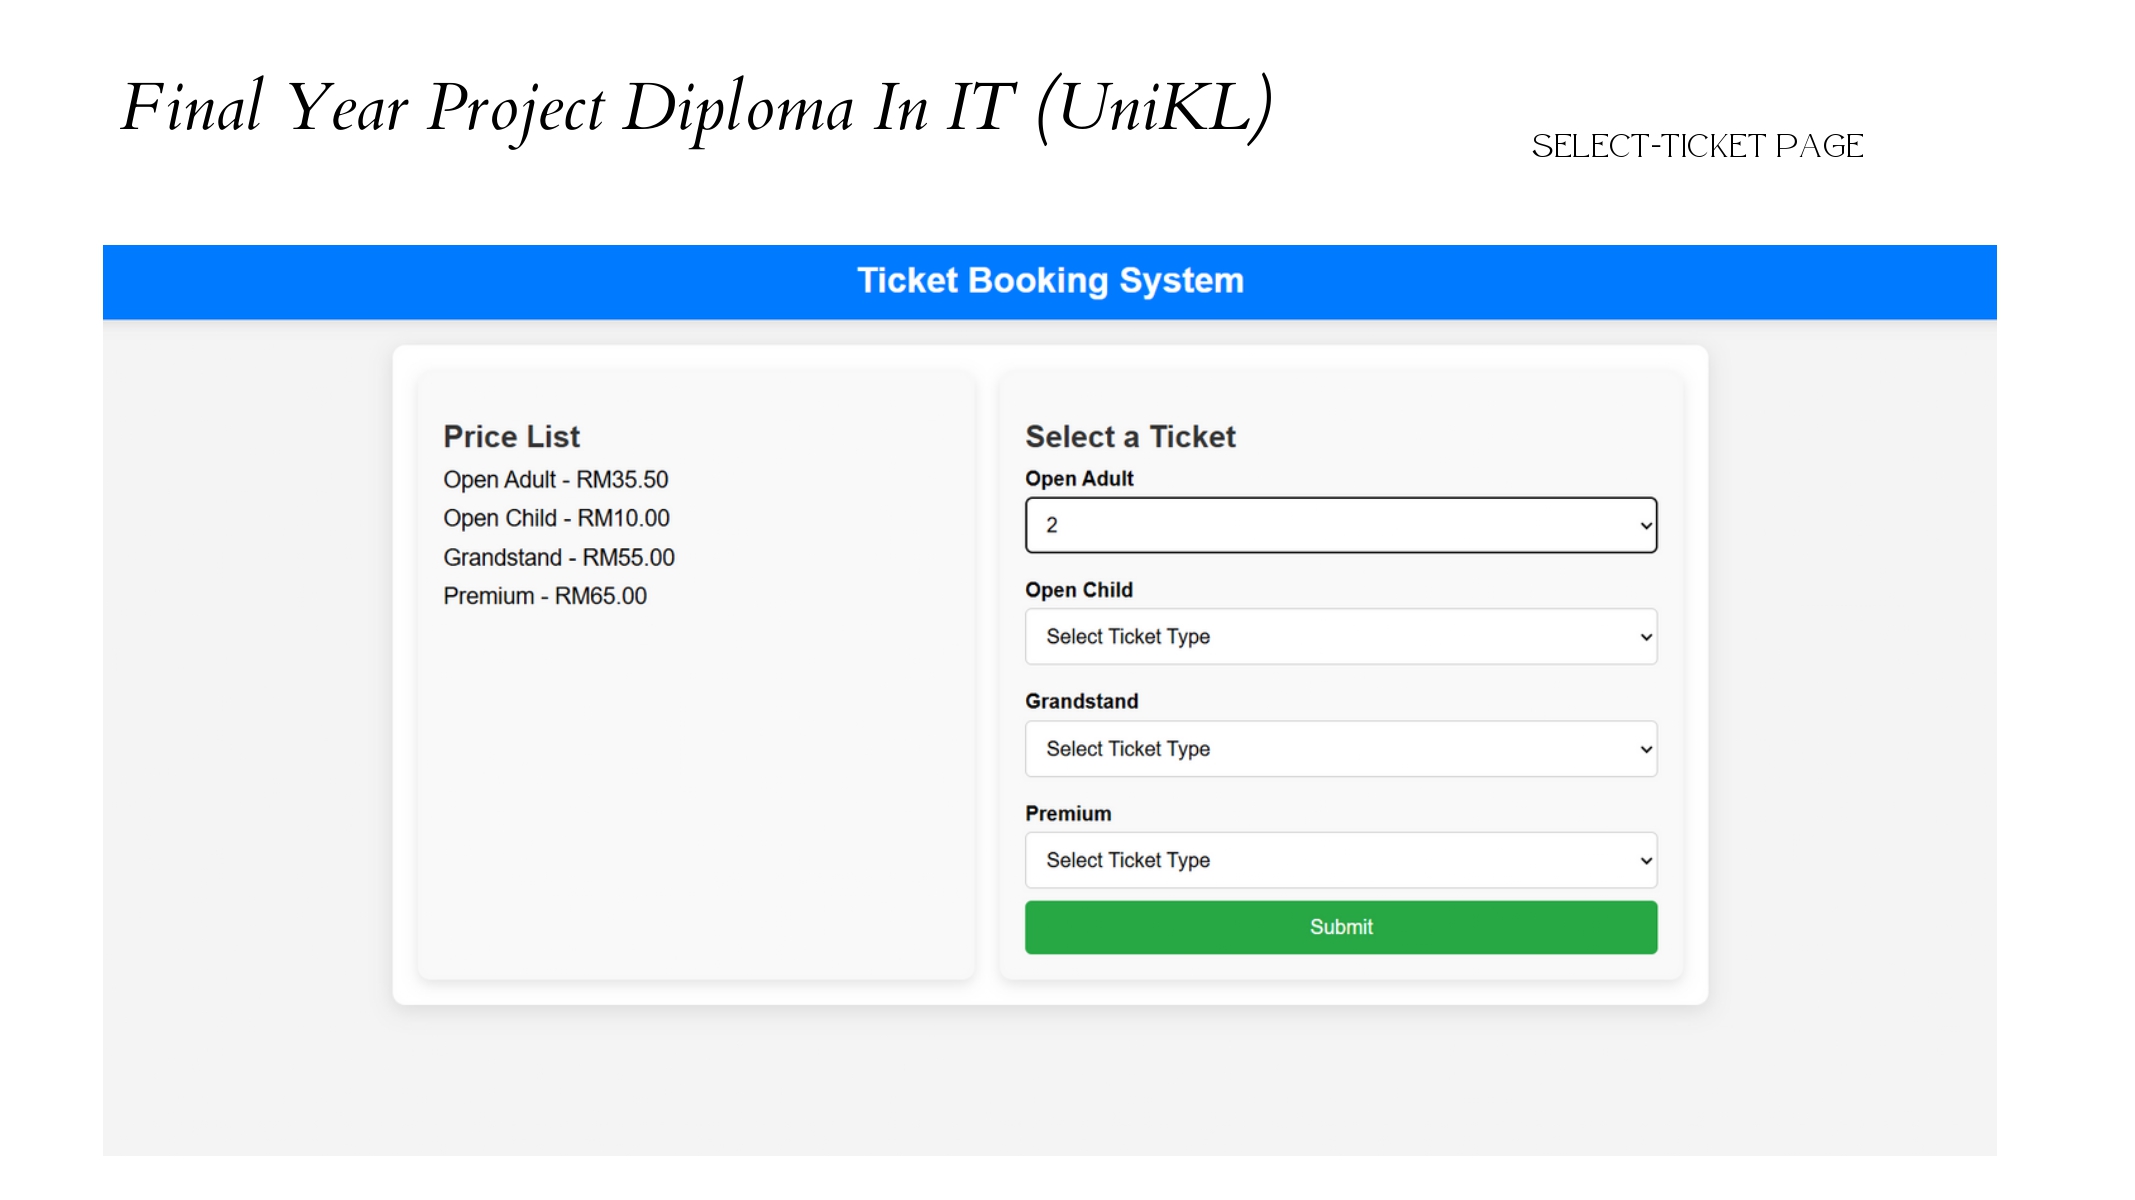 Final Year Project Diploma In IT (UniKL)
SELECT-TICKET PAGE
Ticket Booking System
Price List
Open Adult - RM35.50
Open Child - RM10.00
Grandstand - RM55.00
Premium - RM65.00
Select a Ticket
Open Adult
2
Open Child
Select Ticket Type
Grandstand
Select Ticket Type
Premium
Select Ticket Type
Submit